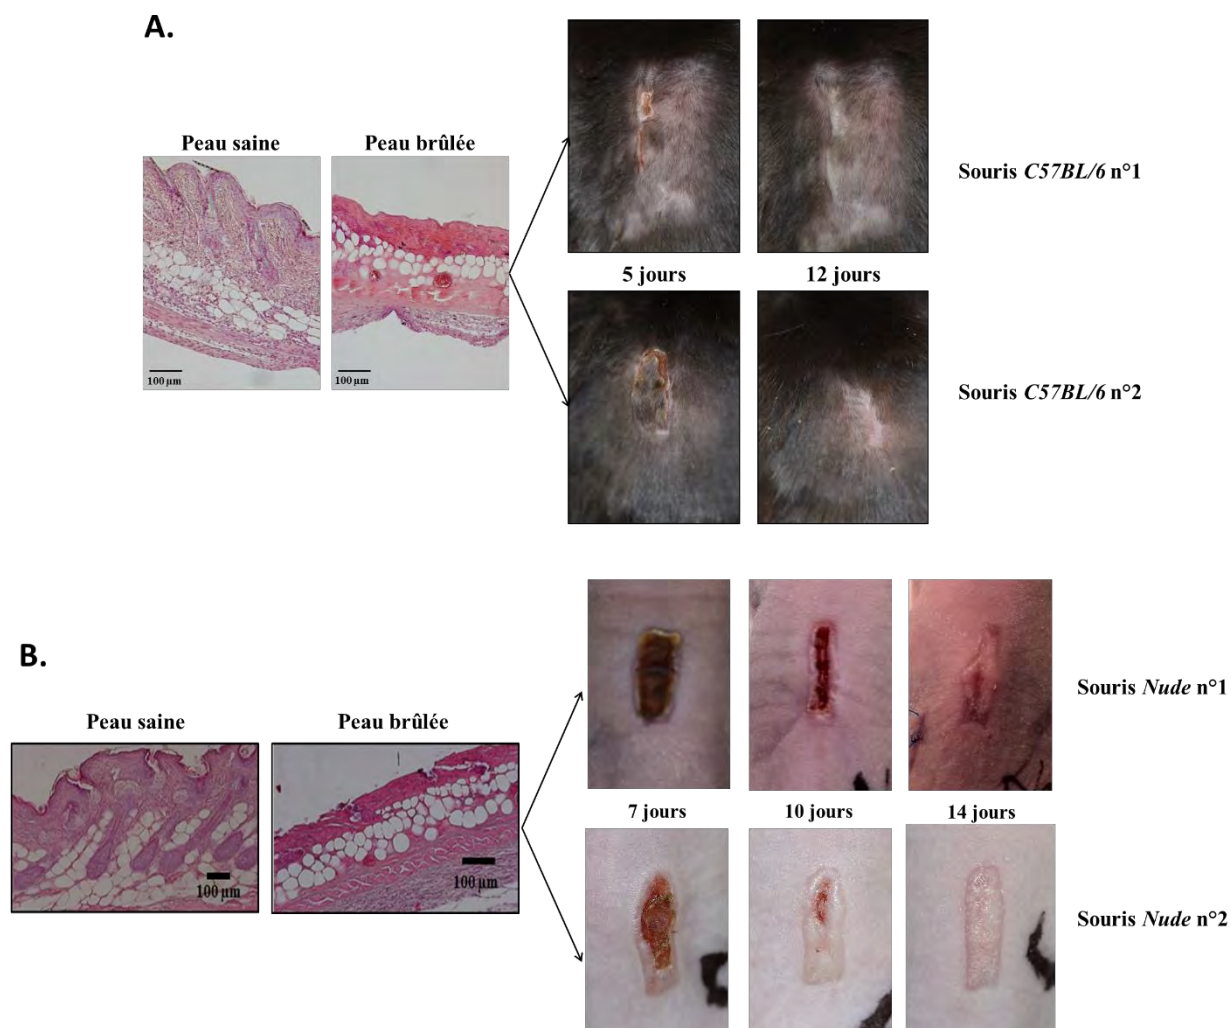 A.
Peau saine
Peau brûlée
100 µm
100 µm
5 jours
12 jours
Souris C57BL/6 n°1
Souris C57BL/6 n°2
B.
Peau saine
Peau brûlée
100 µm
100 µm
7 jours
10 jours
14 jours
Souris Nude n°1
Souris Nude n°2